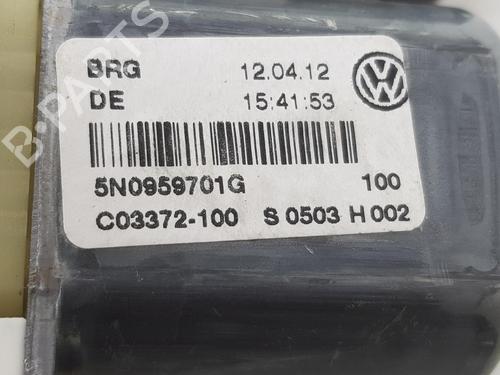 BRG 12.04.12
DE 15:41:53
5N0959701G 100
C03372-100 S 0503 H 002
B-PARTS